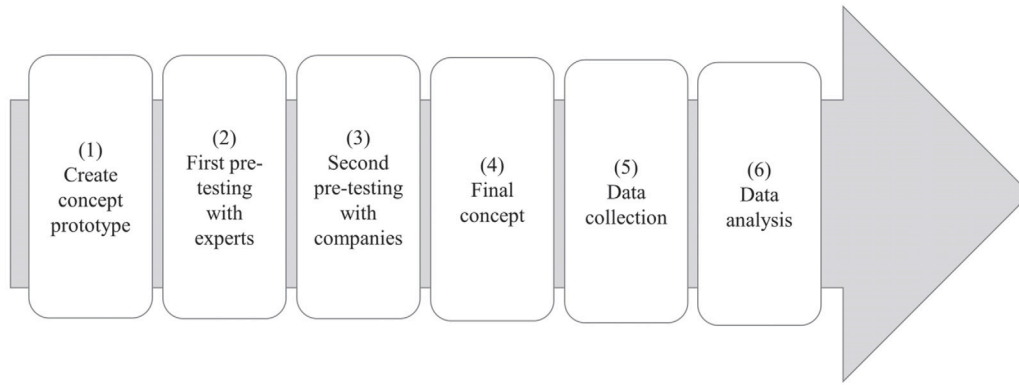 (1)
Create
concept
prototype
(2)
First pre-
testing
with
experts
(3)
Second
pre-testing
with
companies
(4)
Final
concept
(5)
Data
collection
(6)
Data
analysis